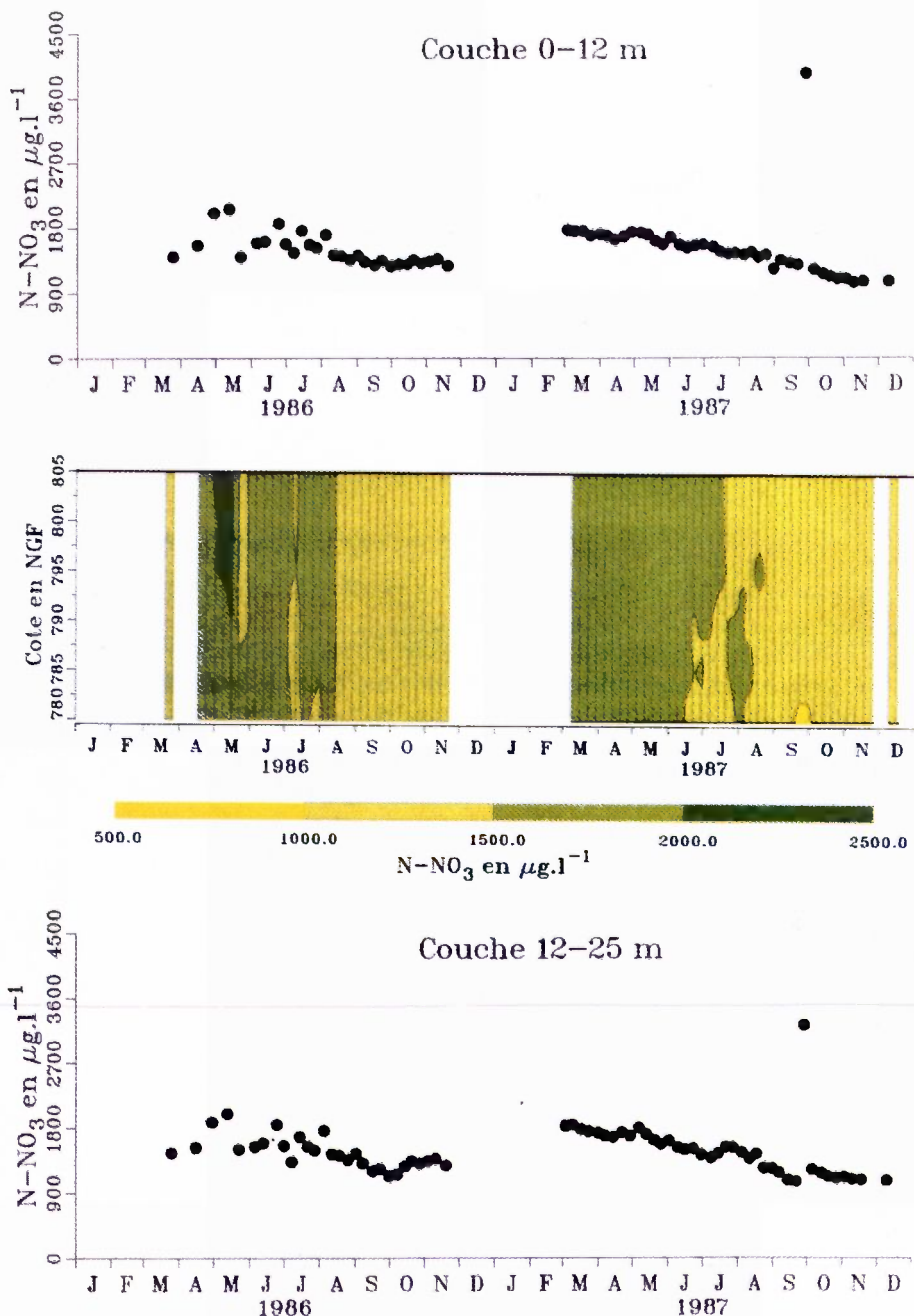 Couche 0-12 m
N-NO₃ en µg.l⁻¹
4500
3600
2700
1800
900
0
J F M A M J J A S O N D J F M A M J J A S O N D
1986 1987
Cote en NGF
805
800
795
790
785
780
J F M A M J J A S O N D J F M A M J J A S O N D
1986 1987
500.0 1000.0 1500.0 2000.0 2500.0
N-NO₃ en µg.l⁻¹
Couche 12-25 m
N-NO₃ en µg.l⁻¹
4500
3600
2700
1800
900
0
J F M A M J J A S O N D J F M A M J J A S O N D
1986 1987